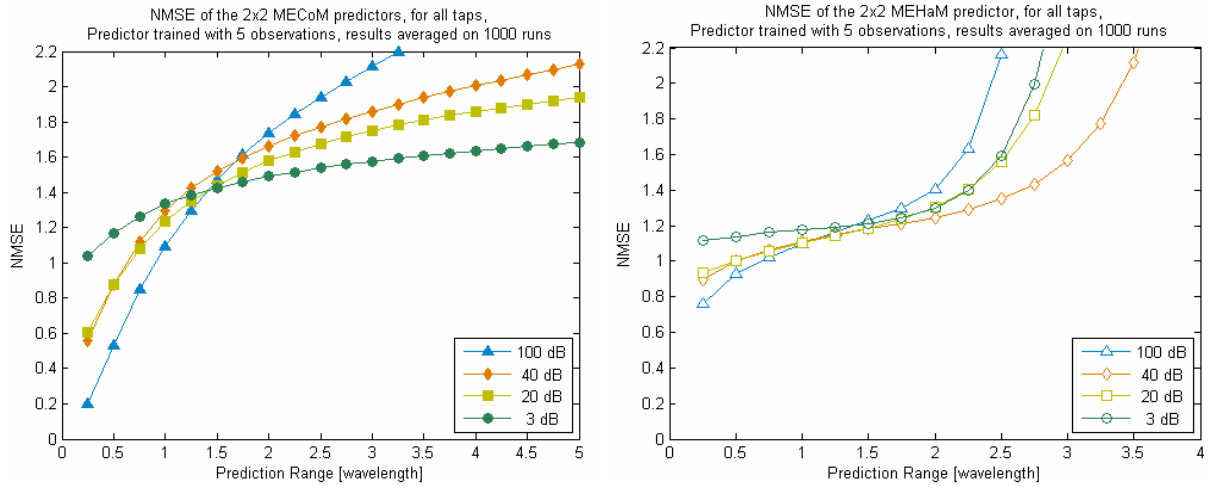 NMSE of the 2x2 MECoM predictors, for all taps,
Predictor trained with 5 observations, results averaged on 1000 runs
NMSE
2.2
2
1.8
1.6
1.4
1.2
1
0.8
0.6
0.4
0.2
0
0 0.5 1 1.5 2 2.5 3 3.5 4 4.5 5
Prediction Range [wavelength]
100 dB
40 dB
20 dB
3 dB
NMSE of the 2x2 MEHaM predictor, for all taps,
Predictor trained with 5 observations, results averaged on 1000 runs
NMSE
2.2
2
1.8
1.6
1.4
1.2
1
0.8
0.6
0.4
0.2
0
0 0.5 1 1.5 2 2.5 3 3.5 4
Prediction Range [wavelength]
100 dB
40 dB
20 dB
3 dB